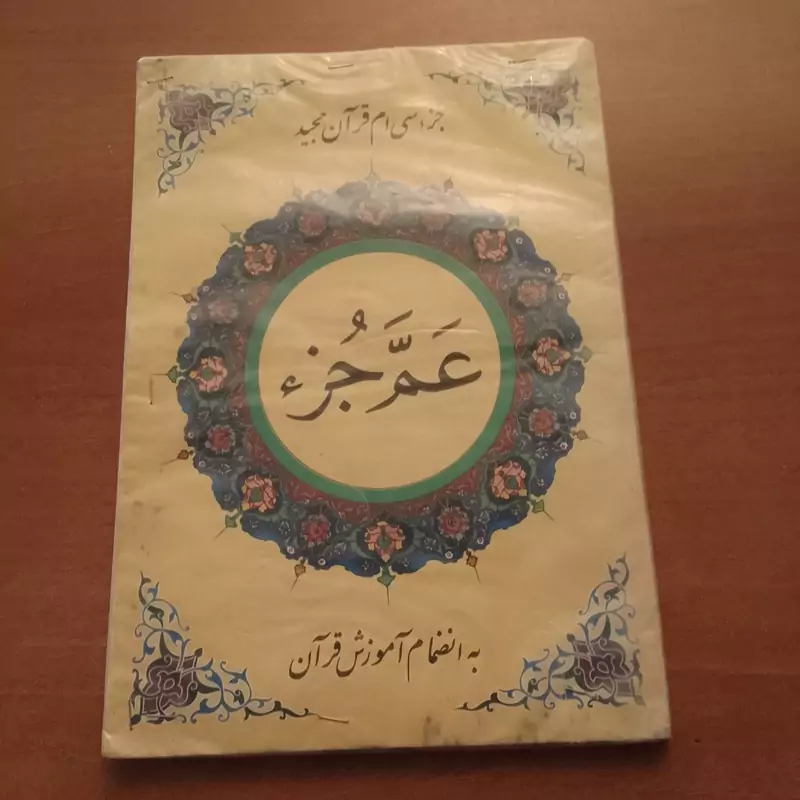 جزء سی ام قرآن مجید
عَمَّ جُزء
به انضمام آموزش قرآن